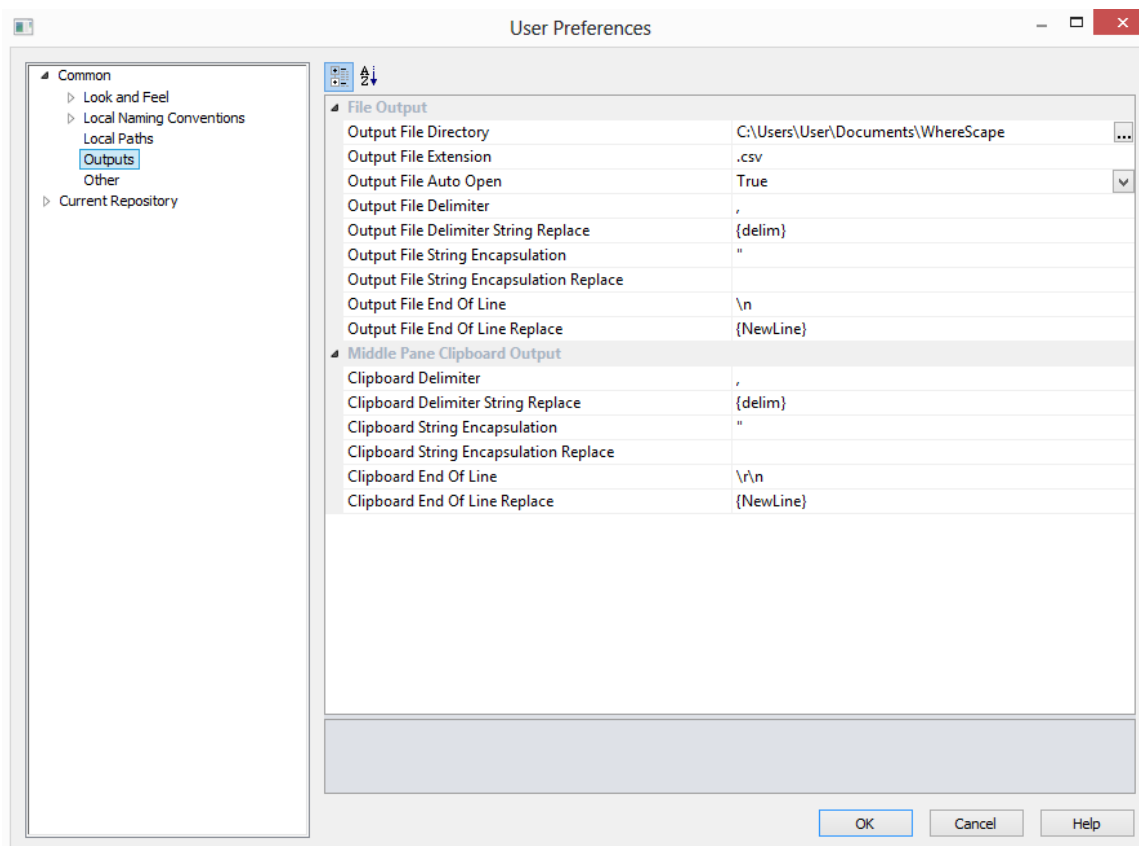 User Preferences
Common
Look and Feel
Local Naming Conventions
Local Paths
Outputs
Other
Current Repository
File Output
Output File Directory C:\Users\User\Documents\WhereScape ...
Output File Extension .csv
Output File Auto Open True
Output File Delimiter ,
Output File Delimiter String Replace {delim}
Output File String Encapsulation "
Output File String Encapsulation Replace
Output File End Of Line \n
Output File End Of Line Replace {NewLine}
Middle Pane Clipboard Output
Clipboard Delimiter ,
Clipboard Delimiter String Replace {delim}
Clipboard String Encapsulation "
Clipboard String Encapsulation Replace
Clipboard End Of Line \r\n
Clipboard End Of Line Replace {NewLine}
OK Cancel Help